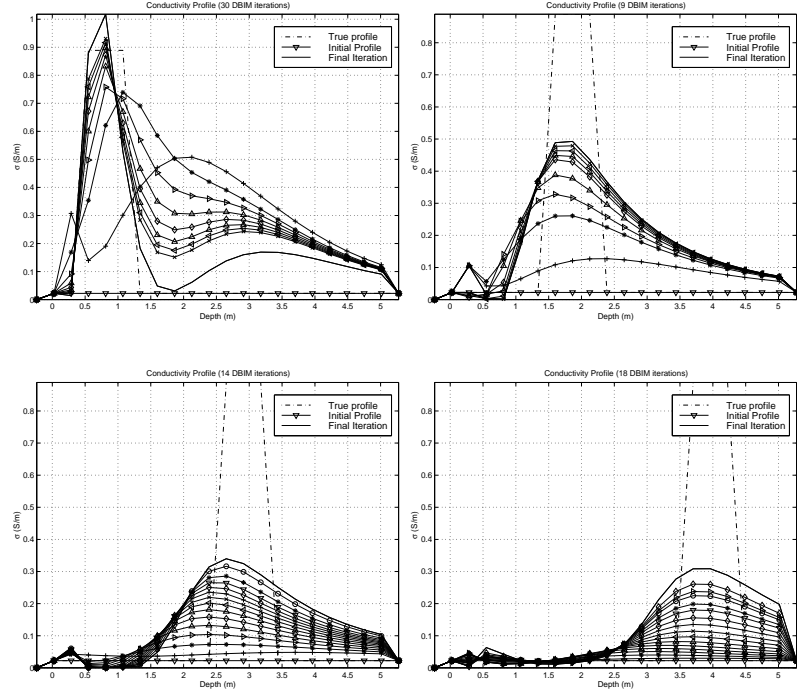 Conductivity Profile (30 DBIM iterations)
True profile
Initial Profile
Final Iteration
σ (S/m)
1
0.9
0.8
0.7
0.6
0.5
0.4
0.3
0.2
0.1
0
0 0.5 1 1.5 2 2.5 3 3.5 4 4.5 5
Depth (m)
Conductivity Profile (9 DBIM iterations)
True profile
Initial Profile
Final Iteration
σ (S/m)
0.8
0.7
0.6
0.5
0.4
0.3
0.2
0.1
0
0 0.5 1 1.5 2 2.5 3 3.5 4 4.5 5
Depth (m)
Conductivity Profile (14 DBIM iterations)
True profile
Initial Profile
Final Iteration
σ (S/m)
0.8
0.7
0.6
0.5
0.4
0.3
0.2
0.1
0
0 0.5 1 1.5 2 2.5 3 3.5 4 4.5 5
Depth (m)
Conductivity Profile (18 DBIM iterations)
True profile
Initial Profile
Final Iteration
σ (S/m)
0.8
0.7
0.6
0.5
0.4
0.3
0.2
0.1
0
0 0.5 1 1.5 2 2.5 3 3.5 4 4.5 5
Depth (m)